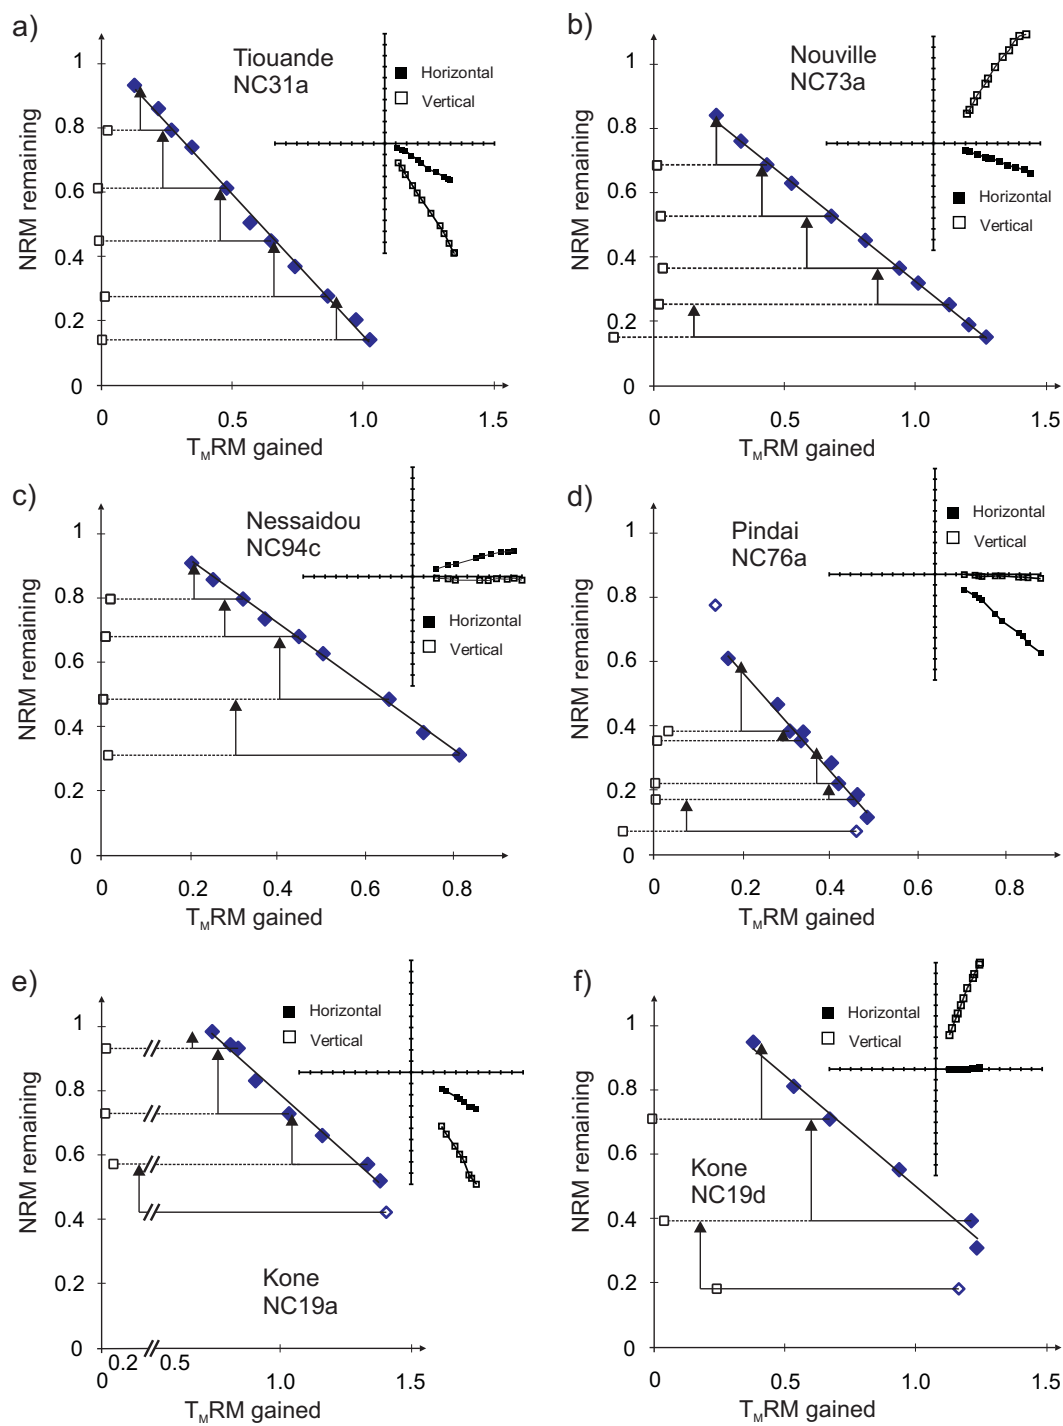 a)
Tiouande
NC31a
Horizontal
Vertical
NRM remaining
1
0.8
0.6
0.4
0.2
0
0 0.5 1.0 1.5
TMRM gained
b)
Nouville
NC73a
Horizontal
Vertical
NRM remaining
1
0.8
0.6
0.4
0.2
0
0 0.5 1.0 1.5
TMRM gained
c)
Nessaidou
NC94c
Horizontal
Vertical
NRM remaining
1
0.8
0.6
0.4
0.2
0
0 0.2 0.4 0.6 0.8
TMRM gained
d)
Pindai
NC76a
Horizontal
Vertical
NRM remaining
1
0.8
0.6
0.4
0.2
0
0 0.2 0.4 0.6 0.8
TMRM gained
e)
Horizontal
Vertical
NRM remaining
1
0.8
0.6
0.4
0.2
0
Kone
NC19a
0.2 0.5 1.0 1.5
TMRM gained
f)
Horizontal
Vertical
NRM remaining
1
0.8
0.6
0.4
0.2
0
Kone
NC19d
0 0.5 1.0 1.5
TMRM gained